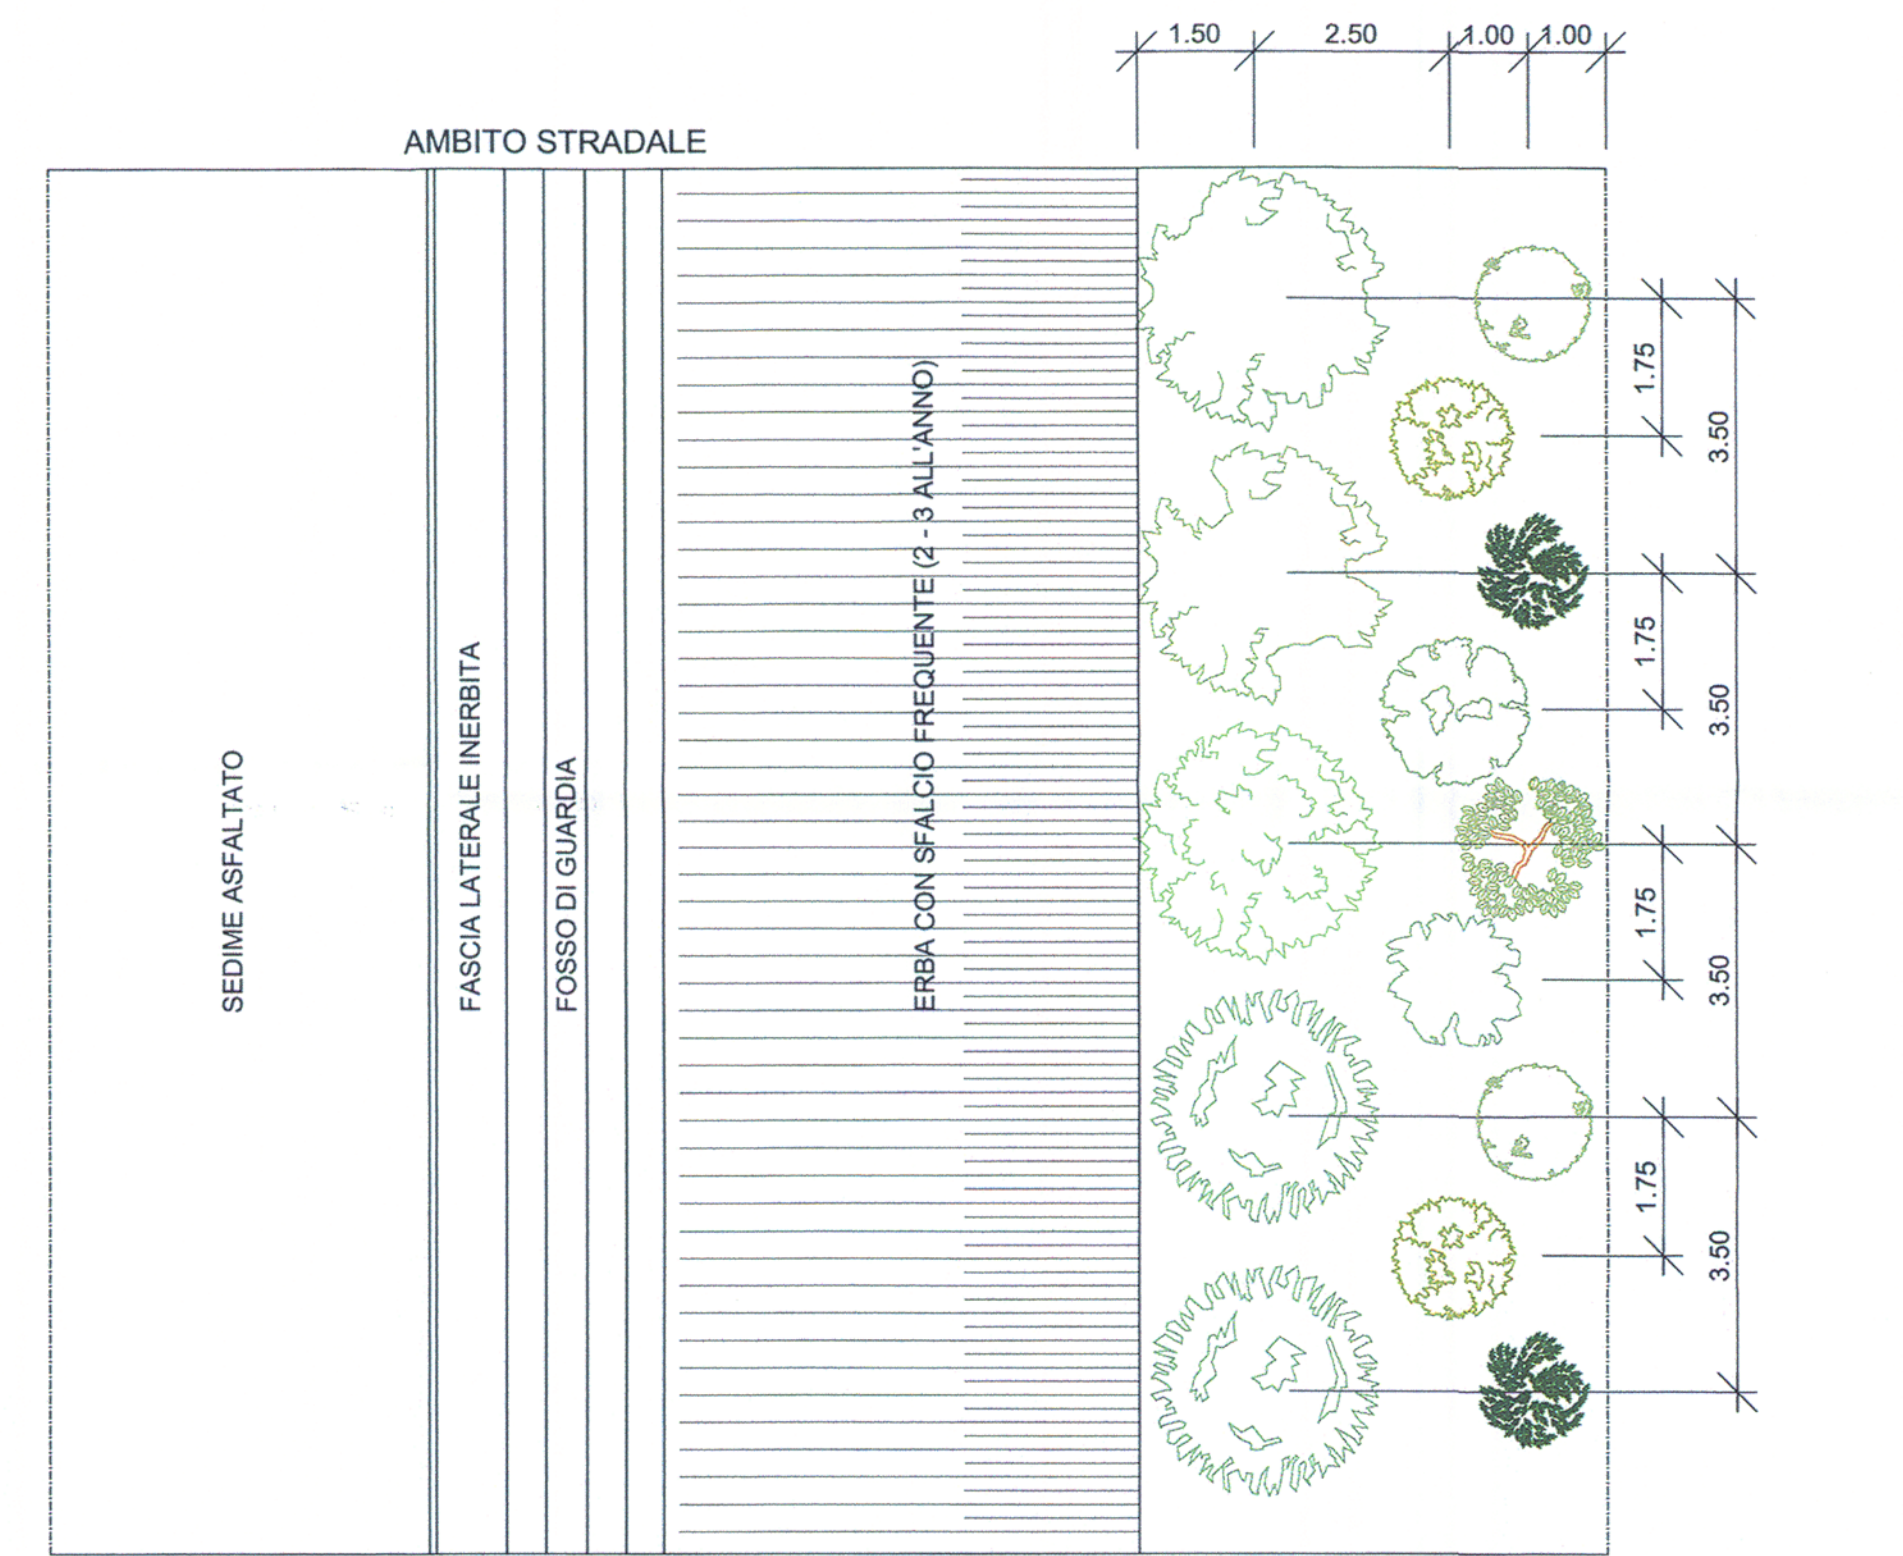 1.50 2.50 1.00 1.00
AMBITO STRADALE
SEDIME ASFALTATO
FASCIA LATERALE INERBITA
FOSSO DI GUARDIA
ERBA CON SFALCIO FREQUENTE (2 - 3 ALL'ANNO)
1.75
3.50
1.75
3.50
1.75
3.50
1.75
3.50